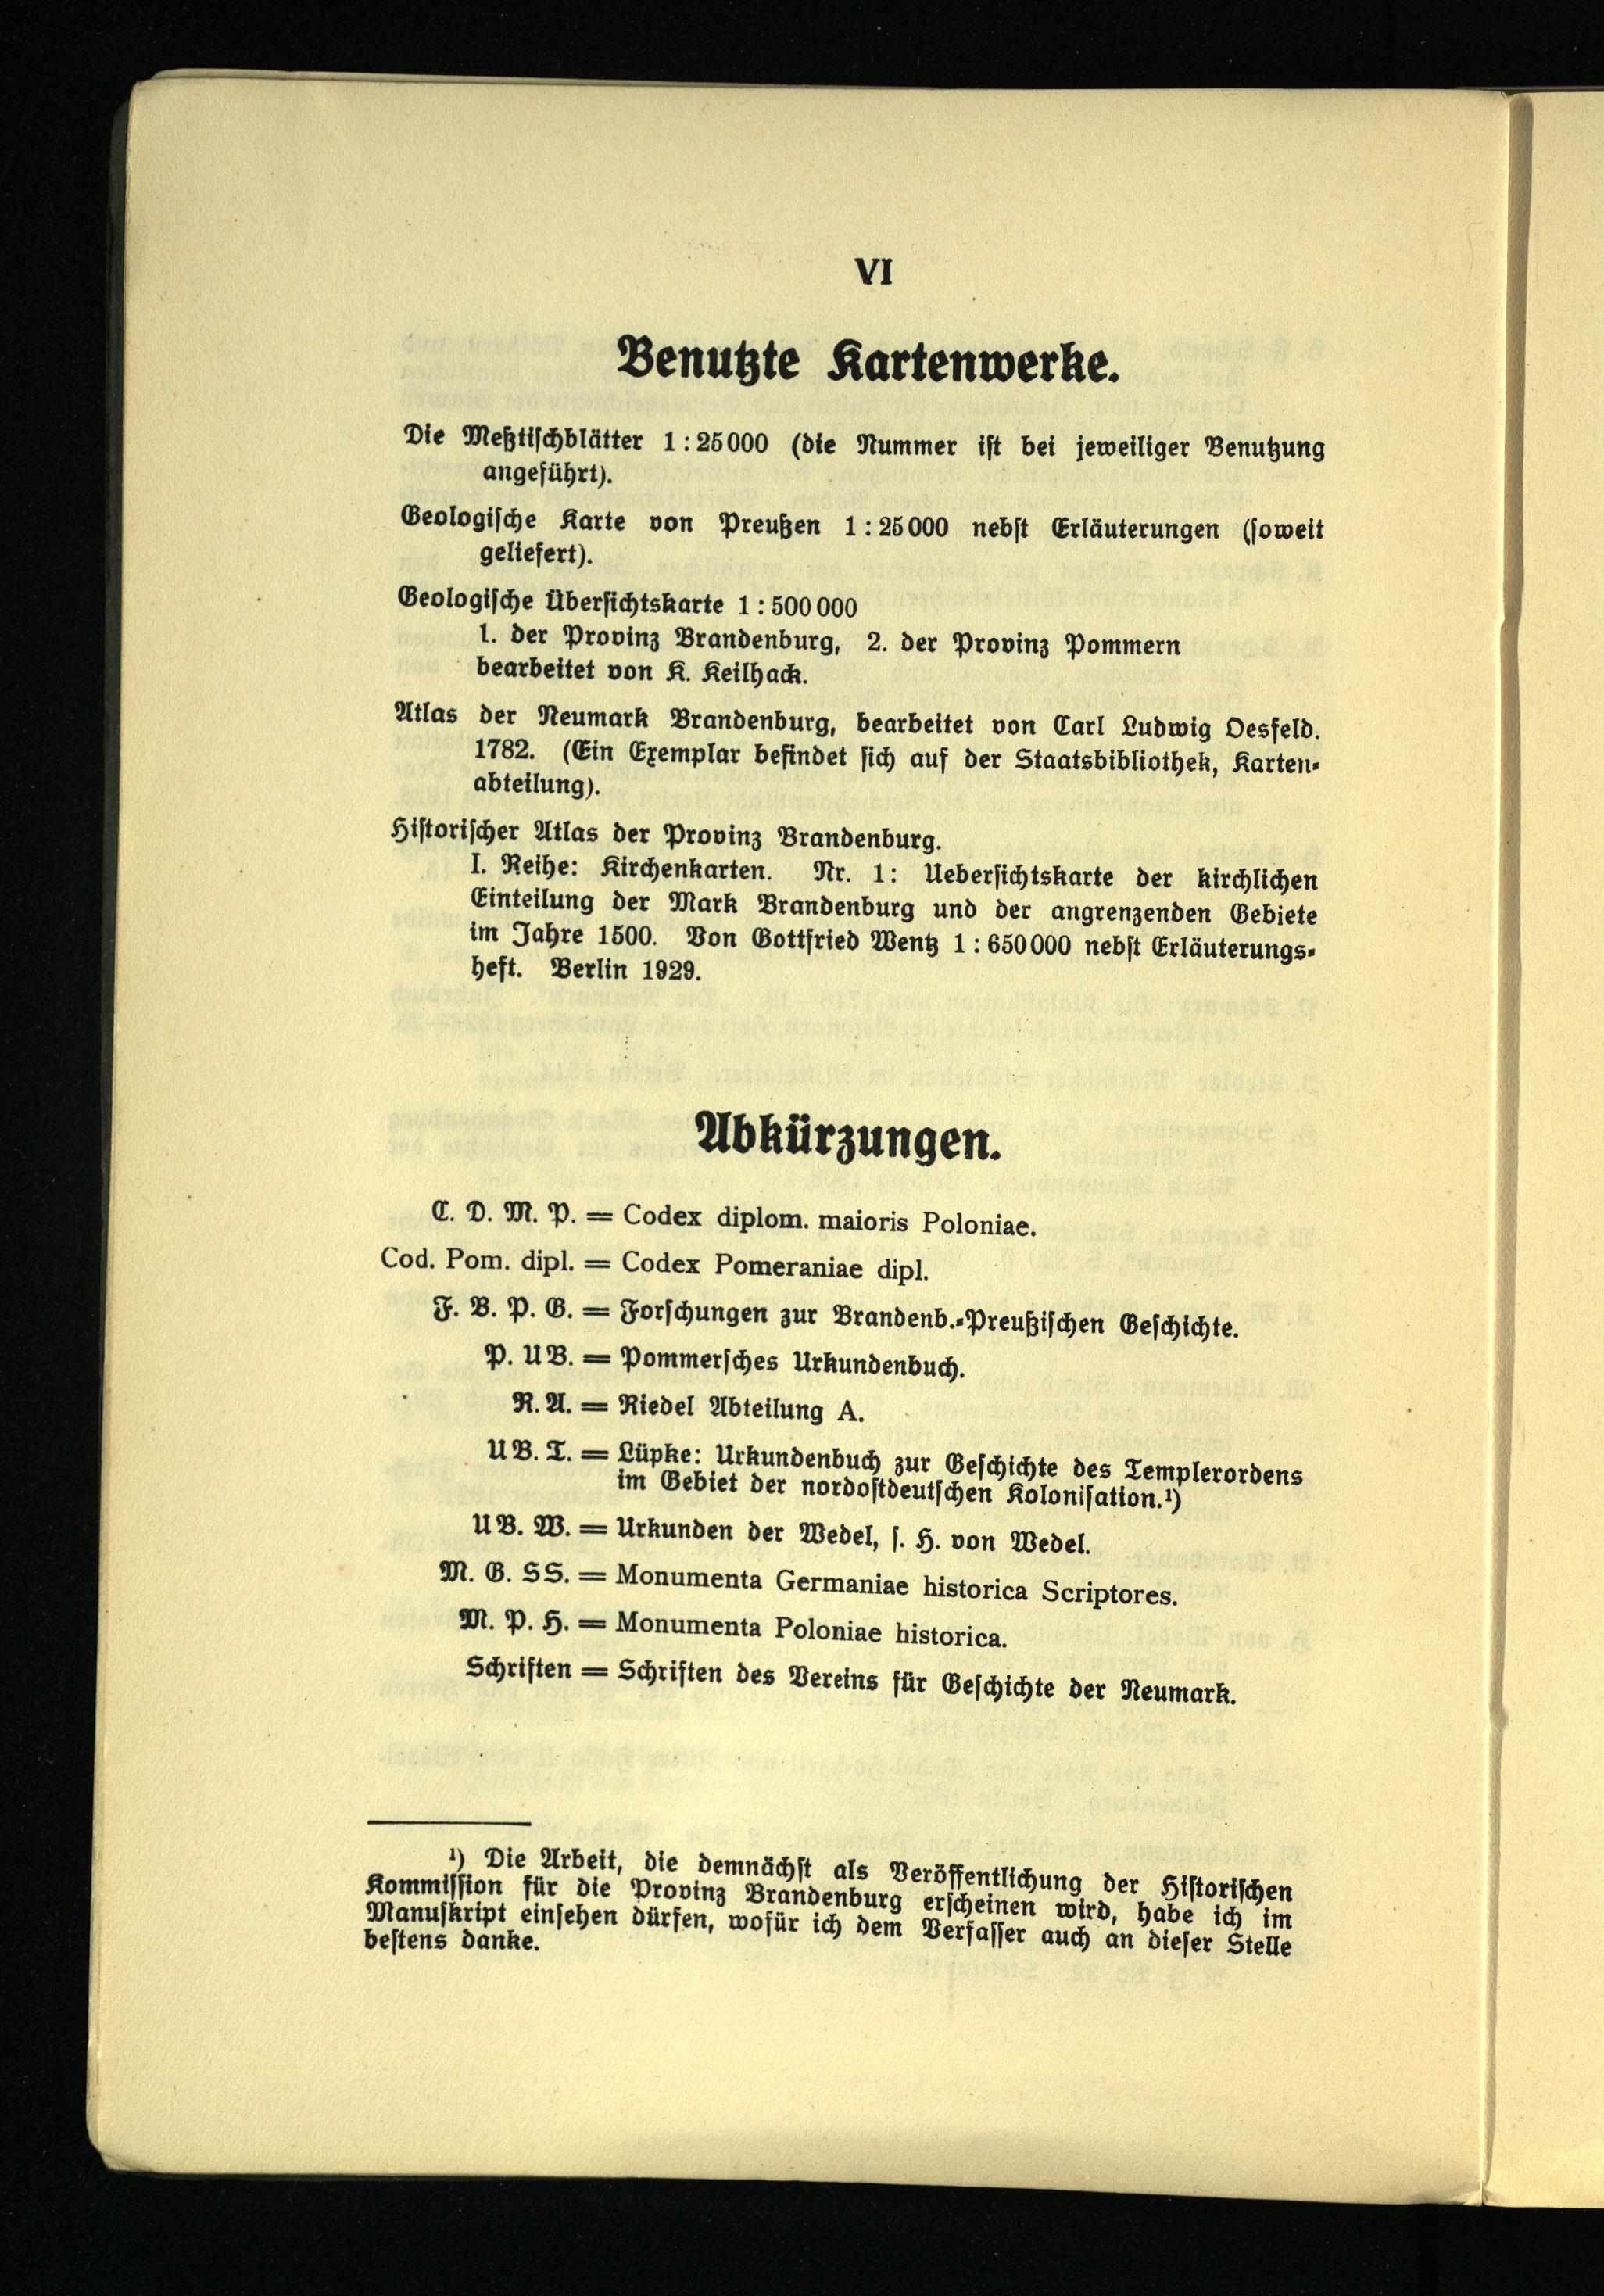 VI
Benutzte Kartenwerke.
Die Meßtischblätter 1:25000 (die Nummer ist bei jeweiliger Benutzung
angeführt).
Geologische Karte von Preußen 1:25000 nebst Erläuterungen (soweit
geliefert).
Geologische Übersichtskarte 1:500000
1. der Provinz Brandenburg, 2. der Provinz Pommern
bearbeitet von K. Keilhack.
Atlas der Neumark Brandenburg, bearbeitet von Carl Ludwig Oesfeld.
1782. (Ein Exemplar befindet sich auf der Staatsbibliothek, Karten-
abteilung).
Historischer Atlas der Provinz Brandenburg.
I. Reihe: Kirchenkarten. Nr. 1: Uebersichtskarte der kirchlichen
Einteilung der Mark Brandenburg und der angrenzenden Gebiete
im Jahre 1500. Von Gottfried Wentz 1:650000 nebst Erläuterungs-
heft. Berlin 1929.
Abkürzungen.
C. D. M. P. = Codex diplom. maioris Poloniae.
Cod. Pom. dipl. = Codex Pomeraniae dipl.
F. B. P. G. = Forschungen zur Brandenb.-Preußischen Geschichte.
P. UB. = Pommersches Urkundenbuch.
R. A. = Riedel Abteilung A.
UB. T. = Lüpke: Urkundenbuch zur Geschichte des Templerordens
im Gebiet der nordostdeutschen Kolonisation.¹)
UB. W. = Urkunden der Wedel, s. H. von Wedel.
M. G. SS. = Monumenta Germaniae historica Scriptores.
M. P. H. = Monumenta Poloniae historica.
Schriften = Schriften des Vereins für Geschichte der Neumark.
¹) Die Arbeit, die demnächst als Veröffentlichung der Historischen
Kommission für die Provinz Brandenburg erscheinen wird, habe ich im
Manuskript einsehen dürfen, wofür ich dem Verfasser auch an dieser Stelle
bestens danke.